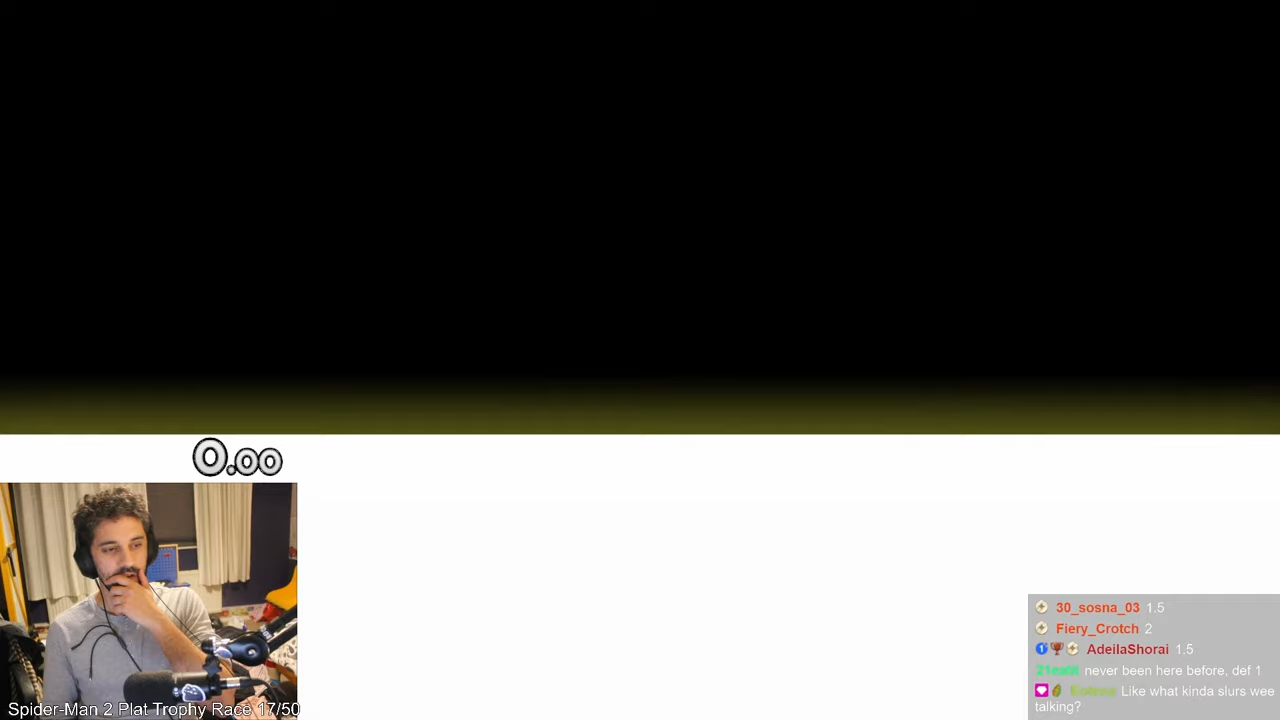 0.00
30_sosna_03 1.5
Fiery_Crotch 2
AdeilaShorai 1.5
never been here before, def 1
Like what kinda slurs wee
talking?
Spider-Man 2 Plat Trophy Race 17/50